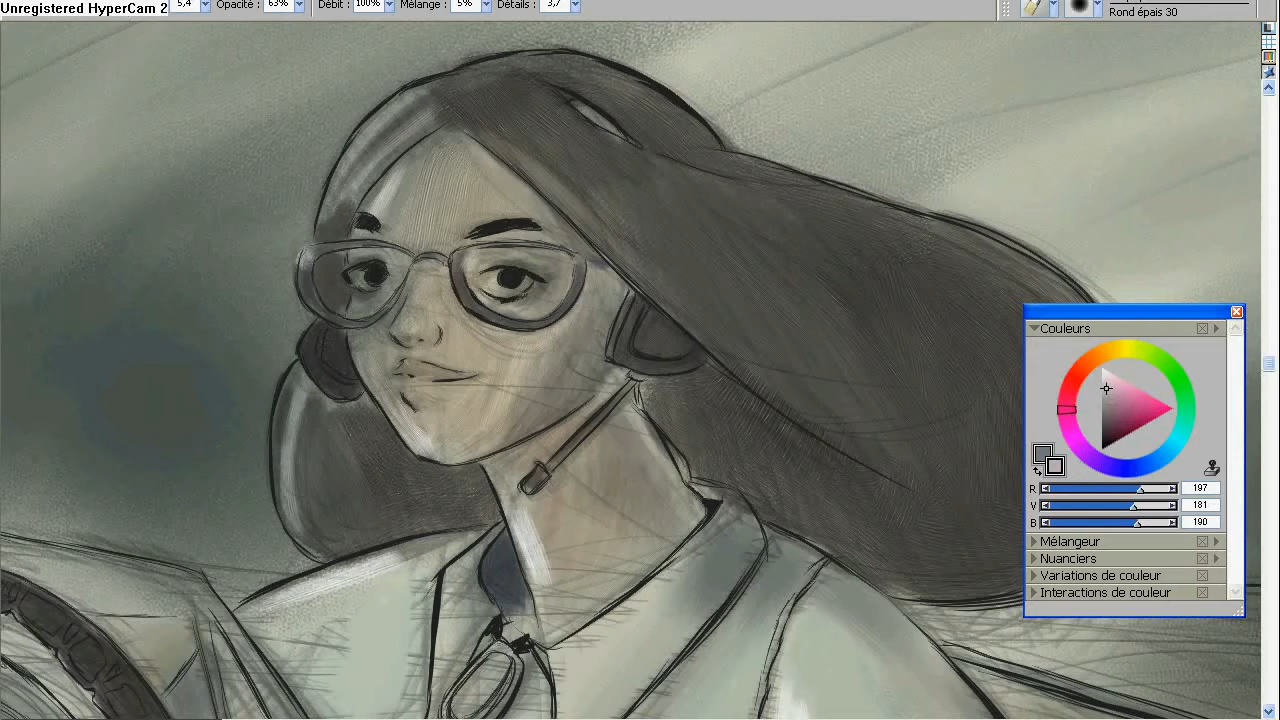 Unregistered HyperCam 2
5,4 Opacité : 63% Débit : 100% Mélange : 5% Détails : 3,7
Rond épais 30
Couleurs
R 197
V 181
B 190
Mélangeur
Nuanciers
Variations de couleur
Interactions de couleur